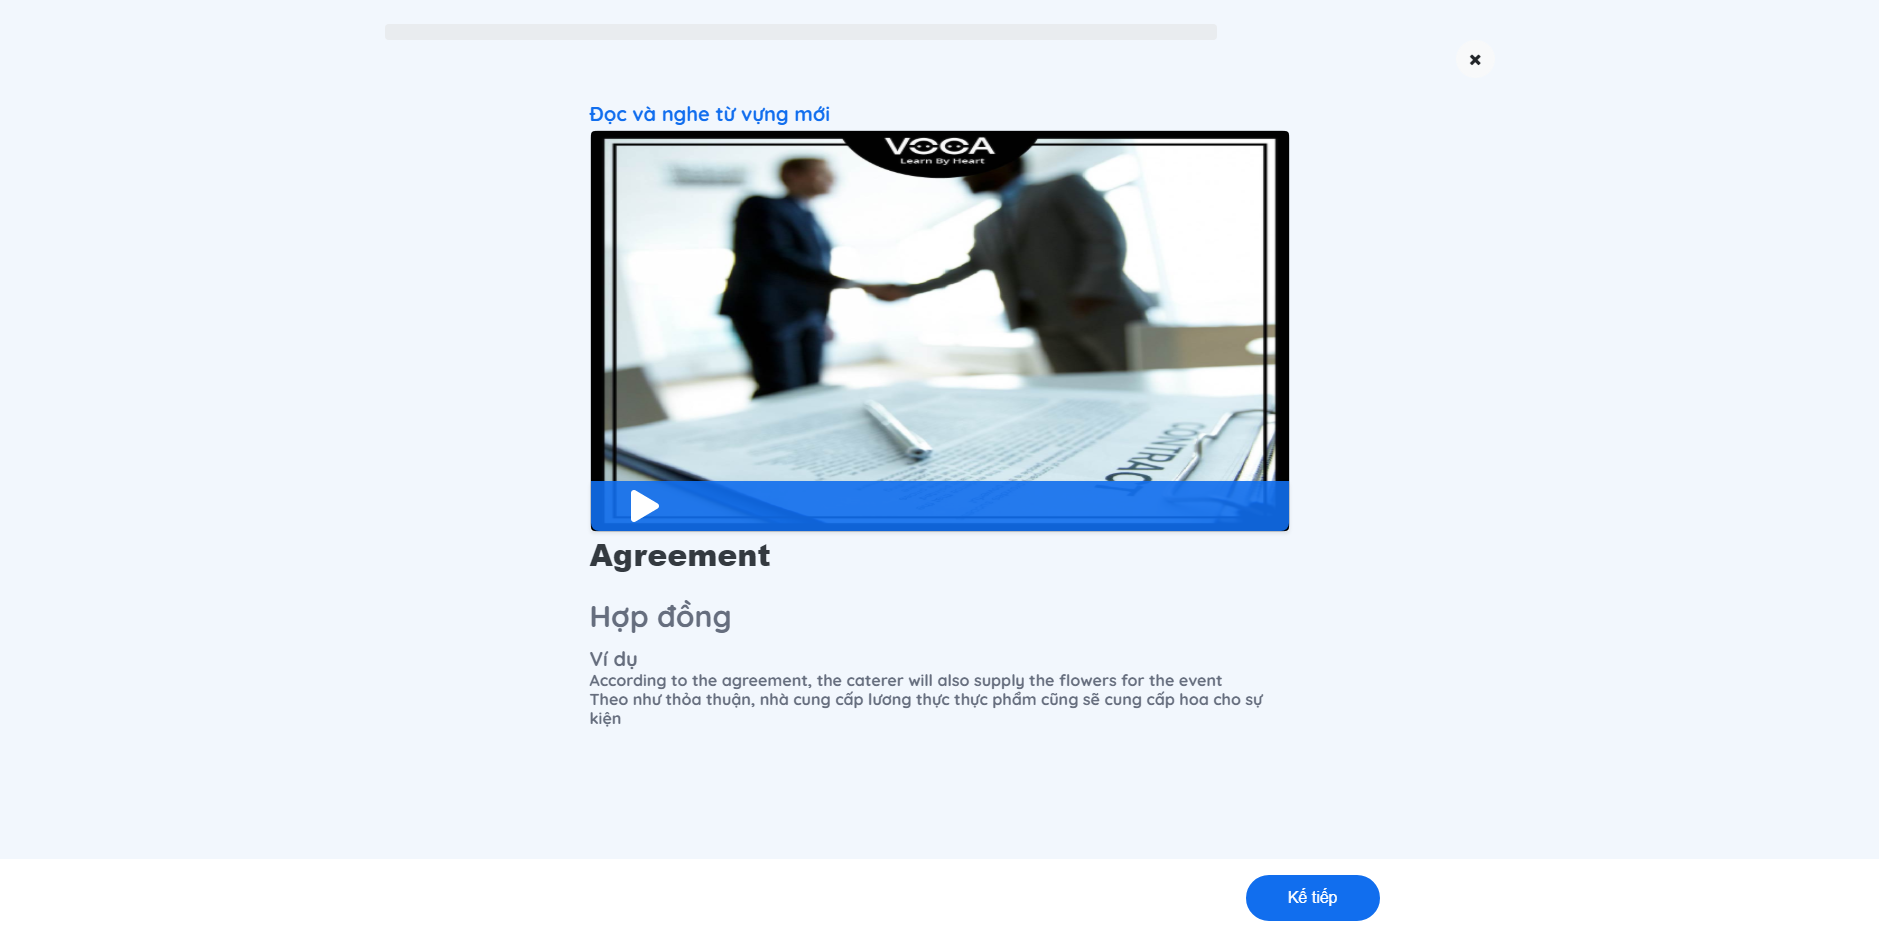 Đọc và nghe từ vựng mới
VOCA
Learn By Heart
CONTRACT
Agreement
Hợp đồng
Ví dụ
According to the agreement, the caterer will also supply the flowers for the event
Theo như thỏa thuận, nhà cung cấp lương thực thực phẩm cũng sẽ cung cấp hoa cho sự
kiện
Kế tiếp